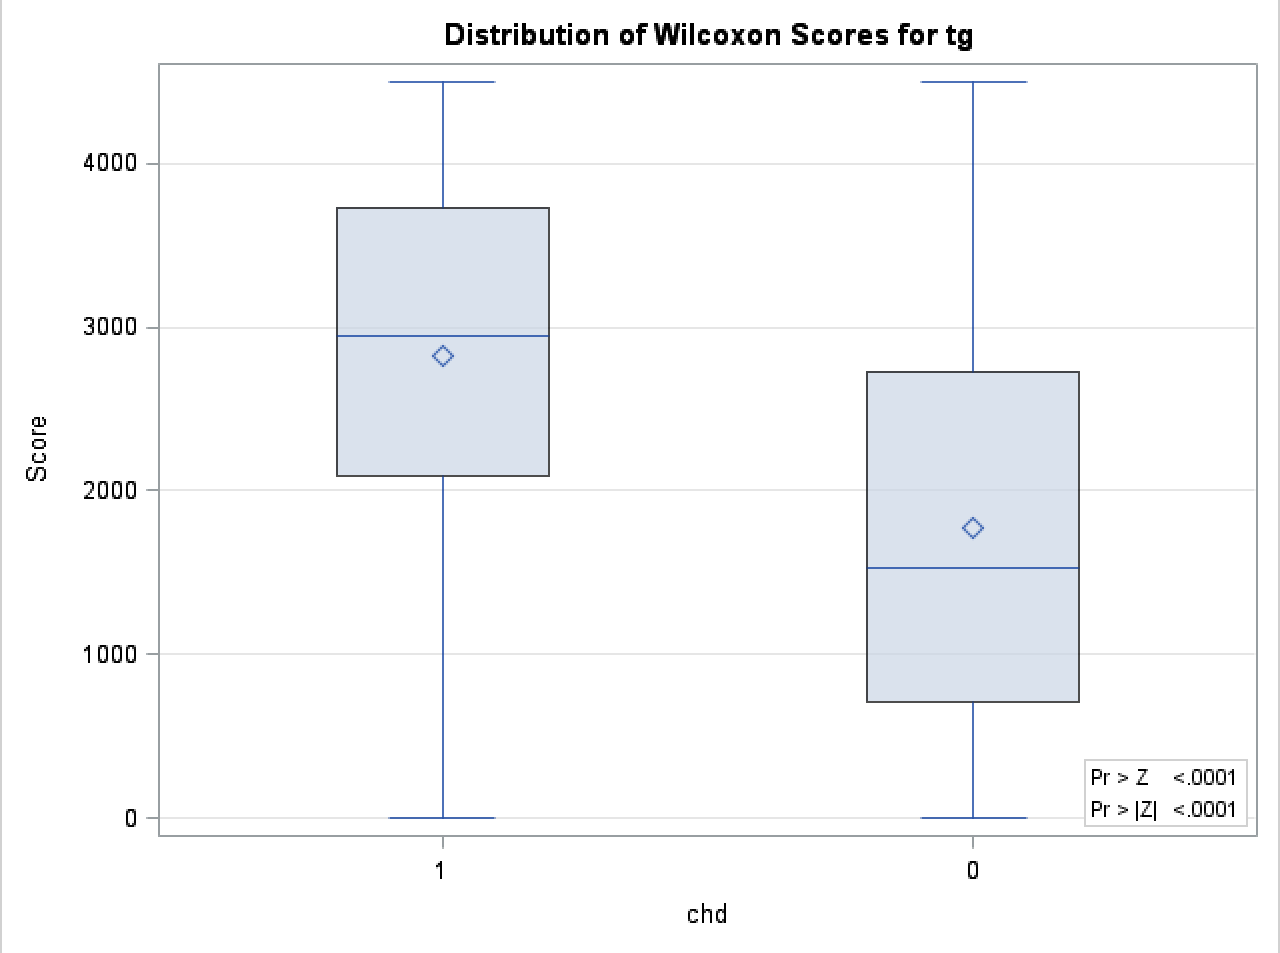 Distribution of Wilcoxon Scores for tg
4000
3000
2000
1000
0
Score
1
0
chd
Pr > Z <.0001
Pr > |Z| <.0001